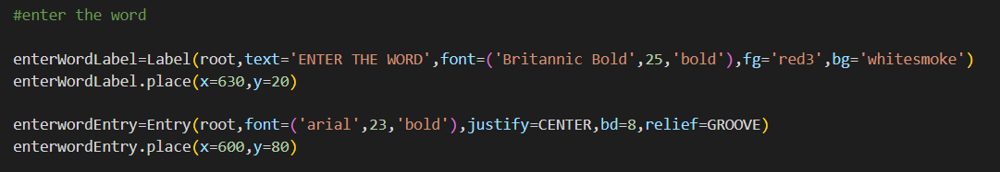 #enter the word
enterWordLabel=Label(root,text='ENTER THE WORD',font=('Britannic Bold',25,'bold'),fg='red3',bg='whitesmoke')
enterWordLabel.place(x=630,y=20)
enterwordEntry=Entry(root,font=('arial',23,'bold'),justify=CENTER,bd=8,relief=GROOVE)
enterwordEntry.place(x=600,y=80)